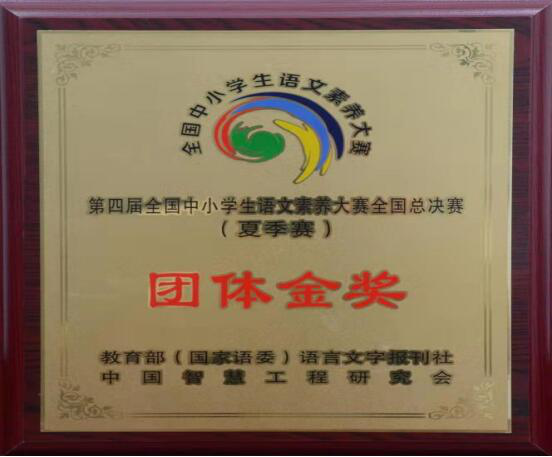 全国中小学生语文素养大赛
第四届全国中小学生语文素养大赛全国总决赛
(夏季赛)
团体金奖
教育部(国家语委)语言文字报刊社
中国智慧工程研究会